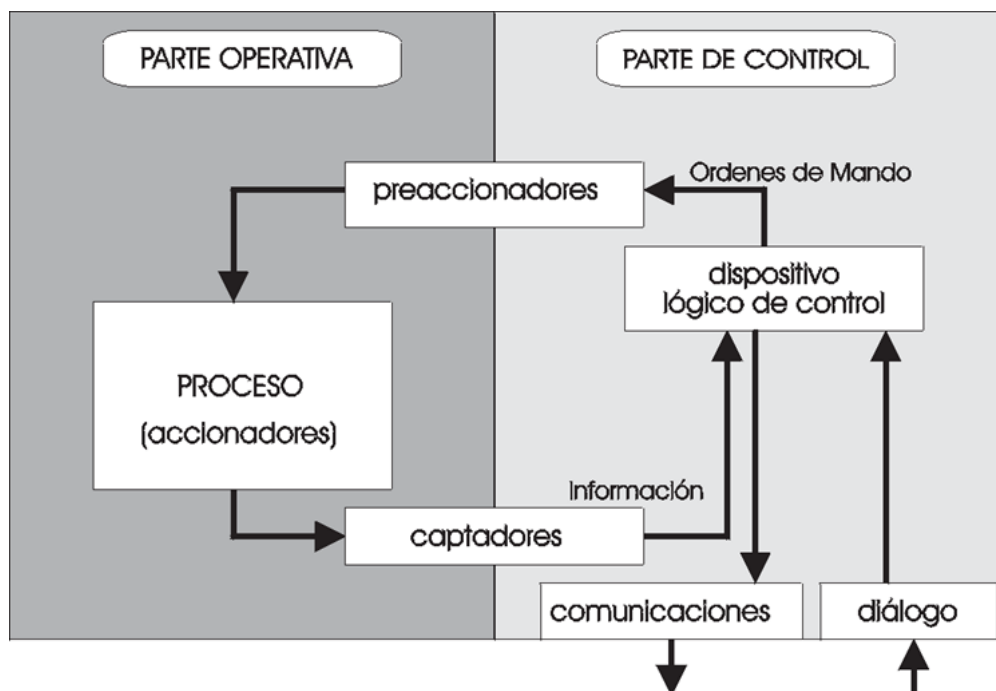 PARTE OPERATIVA
PARTE DE CONTROL
Ordenes de Mando
preaccionadores
dispositivo
lógico de control
PROCESO
(accionadores)
Información
captadores
comunicaciones
diálogo